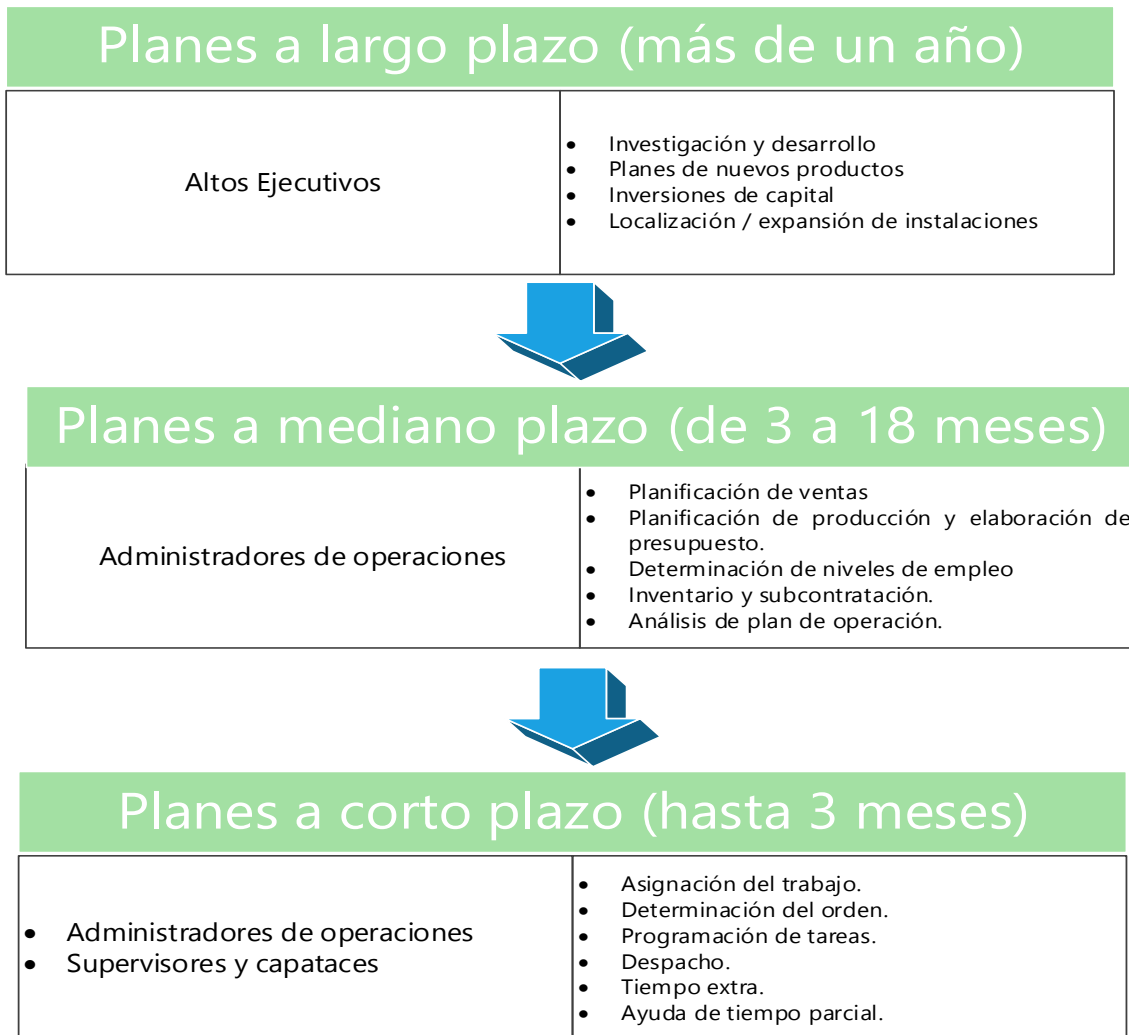 Planes a largo plazo (más de un año)
Altos Ejecutivos
• Investigación y desarrollo
• Planes de nuevos productos
• Inversiones de capital
• Localización / expansión de instalaciones
Planes a mediano plazo (de 3 a 18 meses)
Administradores de operaciones
• Planificación de ventas
• Planificación de producción y elaboración de
presupuesto.
• Determinación de niveles de empleo
• Inventario y subcontratación.
• Análisis de plan de operación.
Planes a corto plazo (hasta 3 meses)
• Administradores de operaciones
• Supervisores y capataces
• Asignación del trabajo.
• Determinación del orden.
• Programación de tareas.
• Despacho.
• Tiempo extra.
• Ayuda de tiempo parcial.